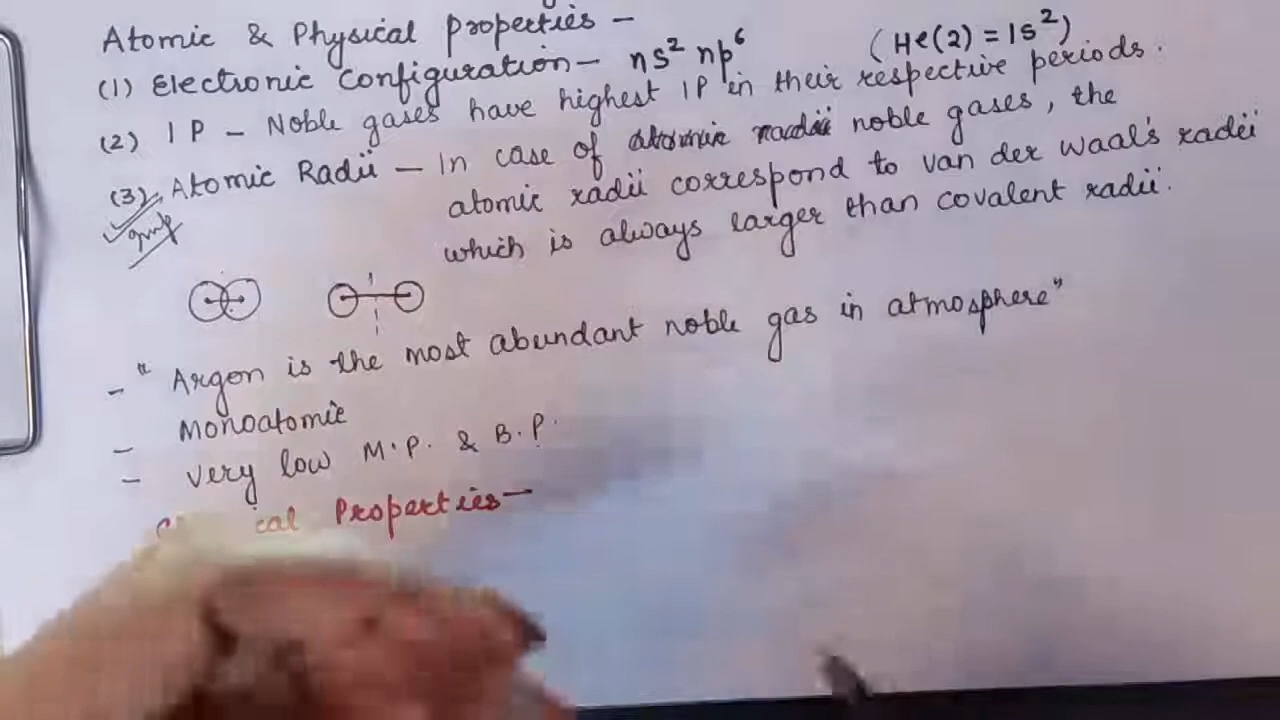 Atomic & Physical properties -
(1) Electronic Configuration - ns² np⁶ (He(2) = 1s²)
(2) IP - Noble gases have highest IP in their respective periods.
(3) Atomic Radii - In case of noble gases, the
atomic radii correspond to van der waal's radii
which is always larger than covalent radii.
- "Argon is the most abundant noble gas in atmosphere"
- Monoatomic
- very low M.P. & B.P.
Properties -